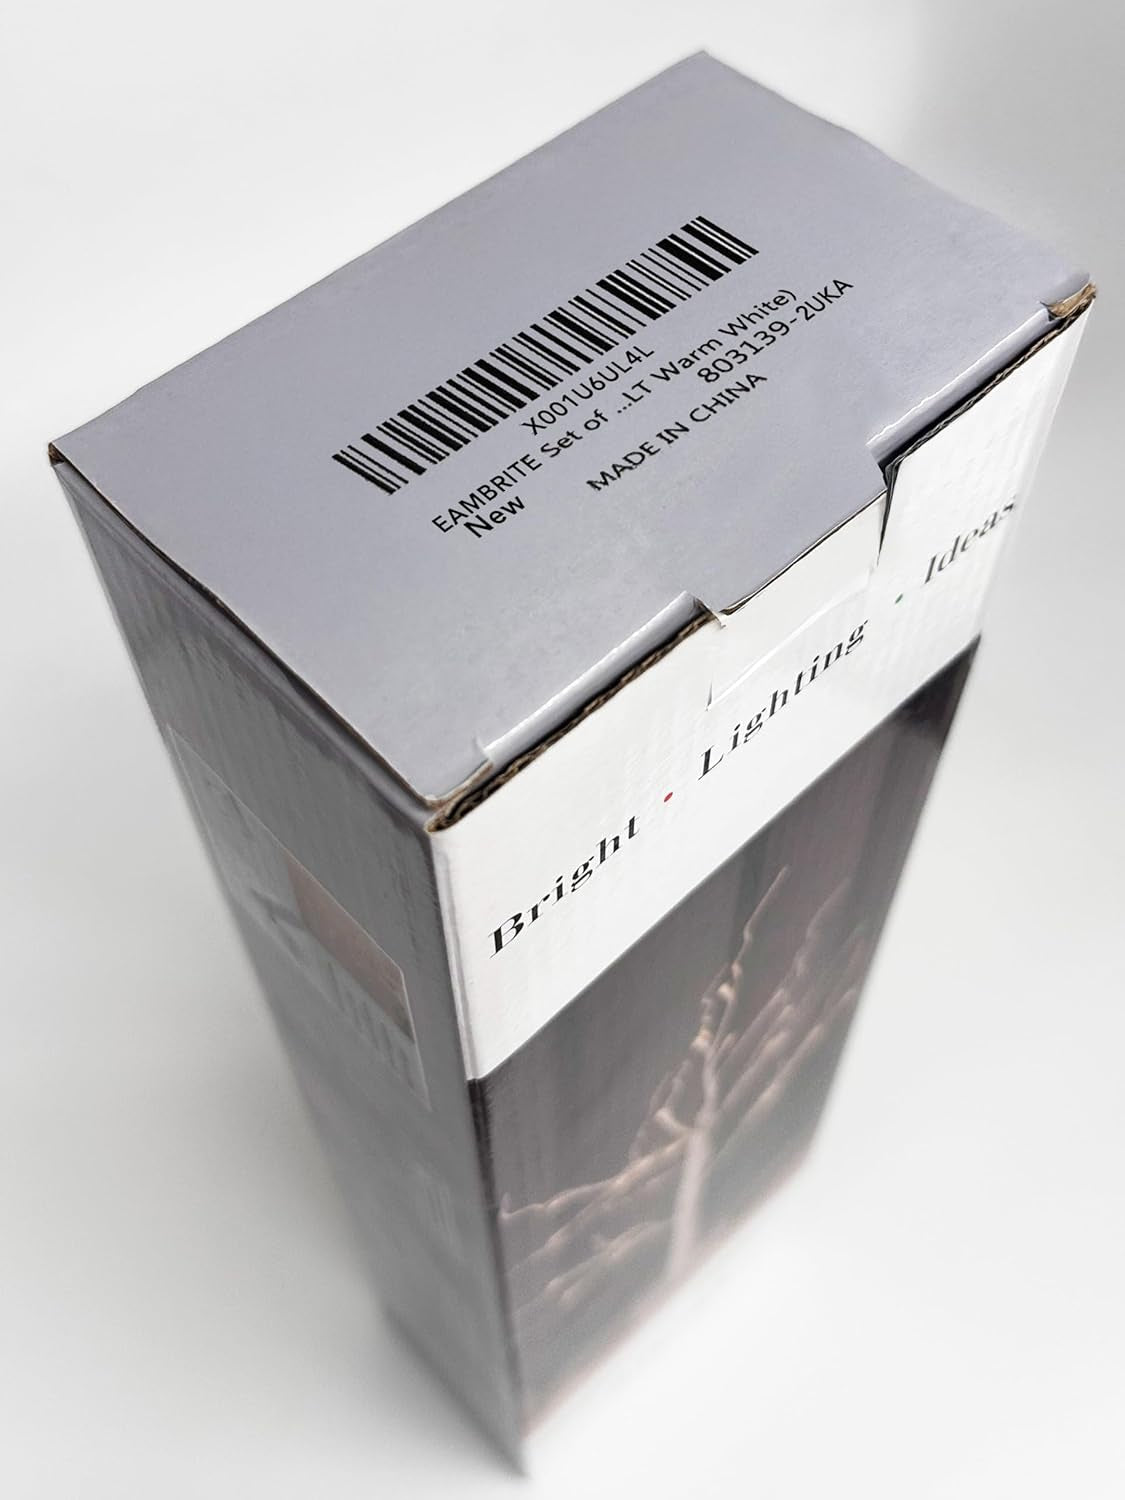 X001U6UL4L
EAMBRITE Set of ...LT Warm White)
New
803139-2UKA
MADE IN CHINA
Bright • Lighting • Ideas